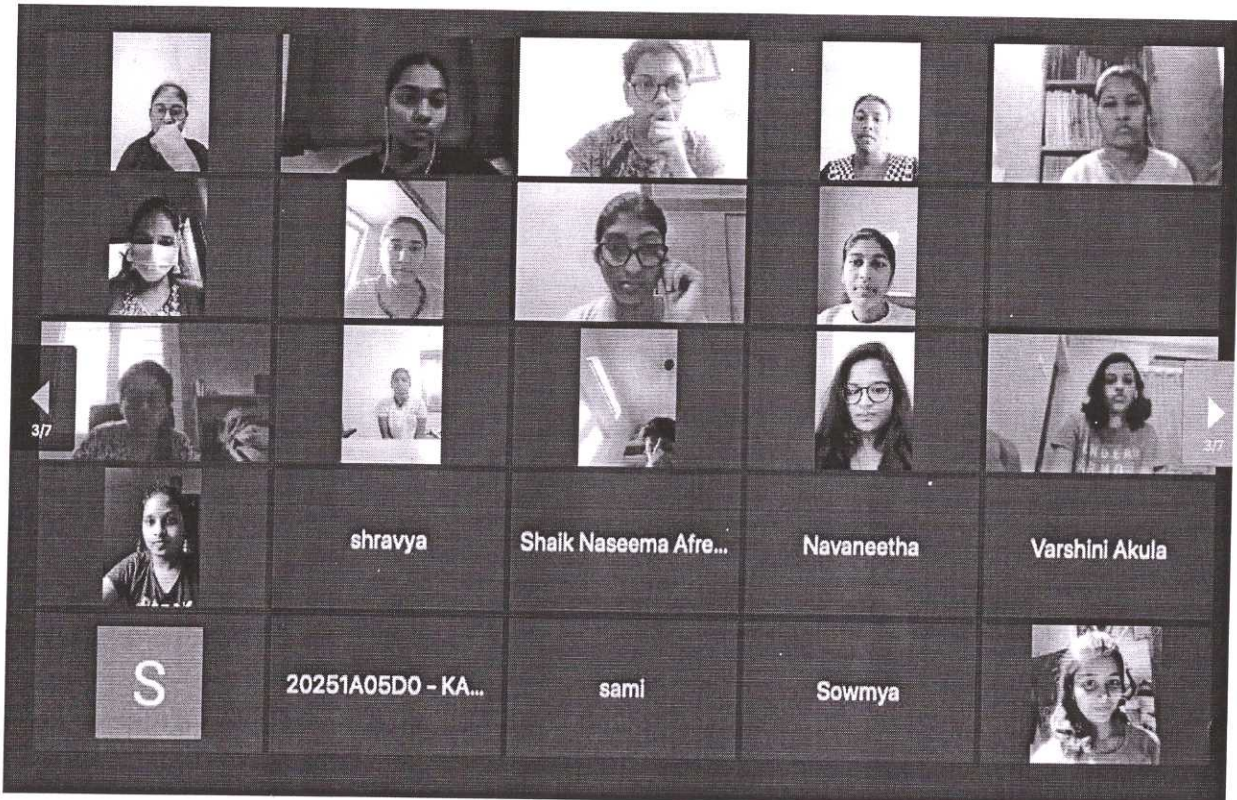 3/7
3/7
shravya
Shaik Naseema Afre...
Navaneetha
Varshini Akula
S
20251A05D0 - KA...
sami
Sowmya